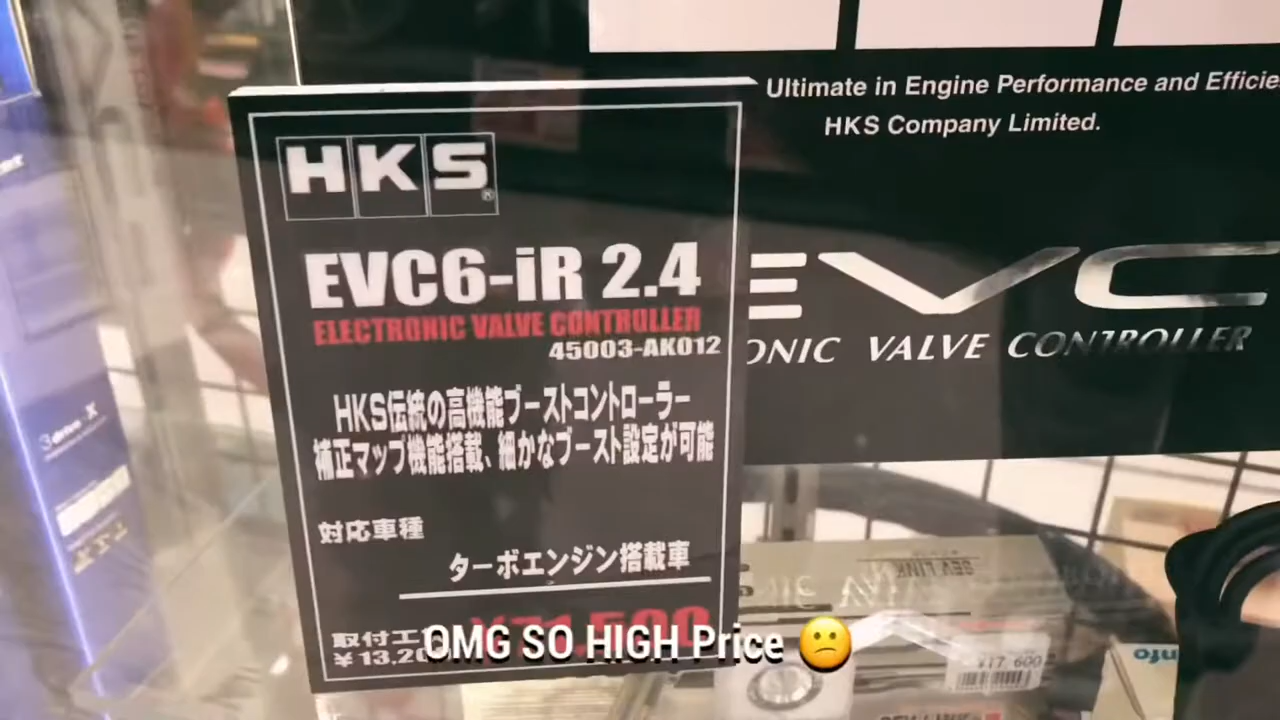 Ultimate in Engine Performance and Efficie
HKS Company Limited.
HKS
EVC6-iR 2.4
ELECTRONIC VALVE CONTROLLER
45003-AK012
HKS伝統の高機能ブーストコントローラー
補正マップ機能搭載、細かなブースト設定が可能
対応車種
ターボエンジン搭載車
取付工
¥13,20
OMG SO HIGH Price 😕
EVC
ONIC VALVE CONTROLLER
¥17,600